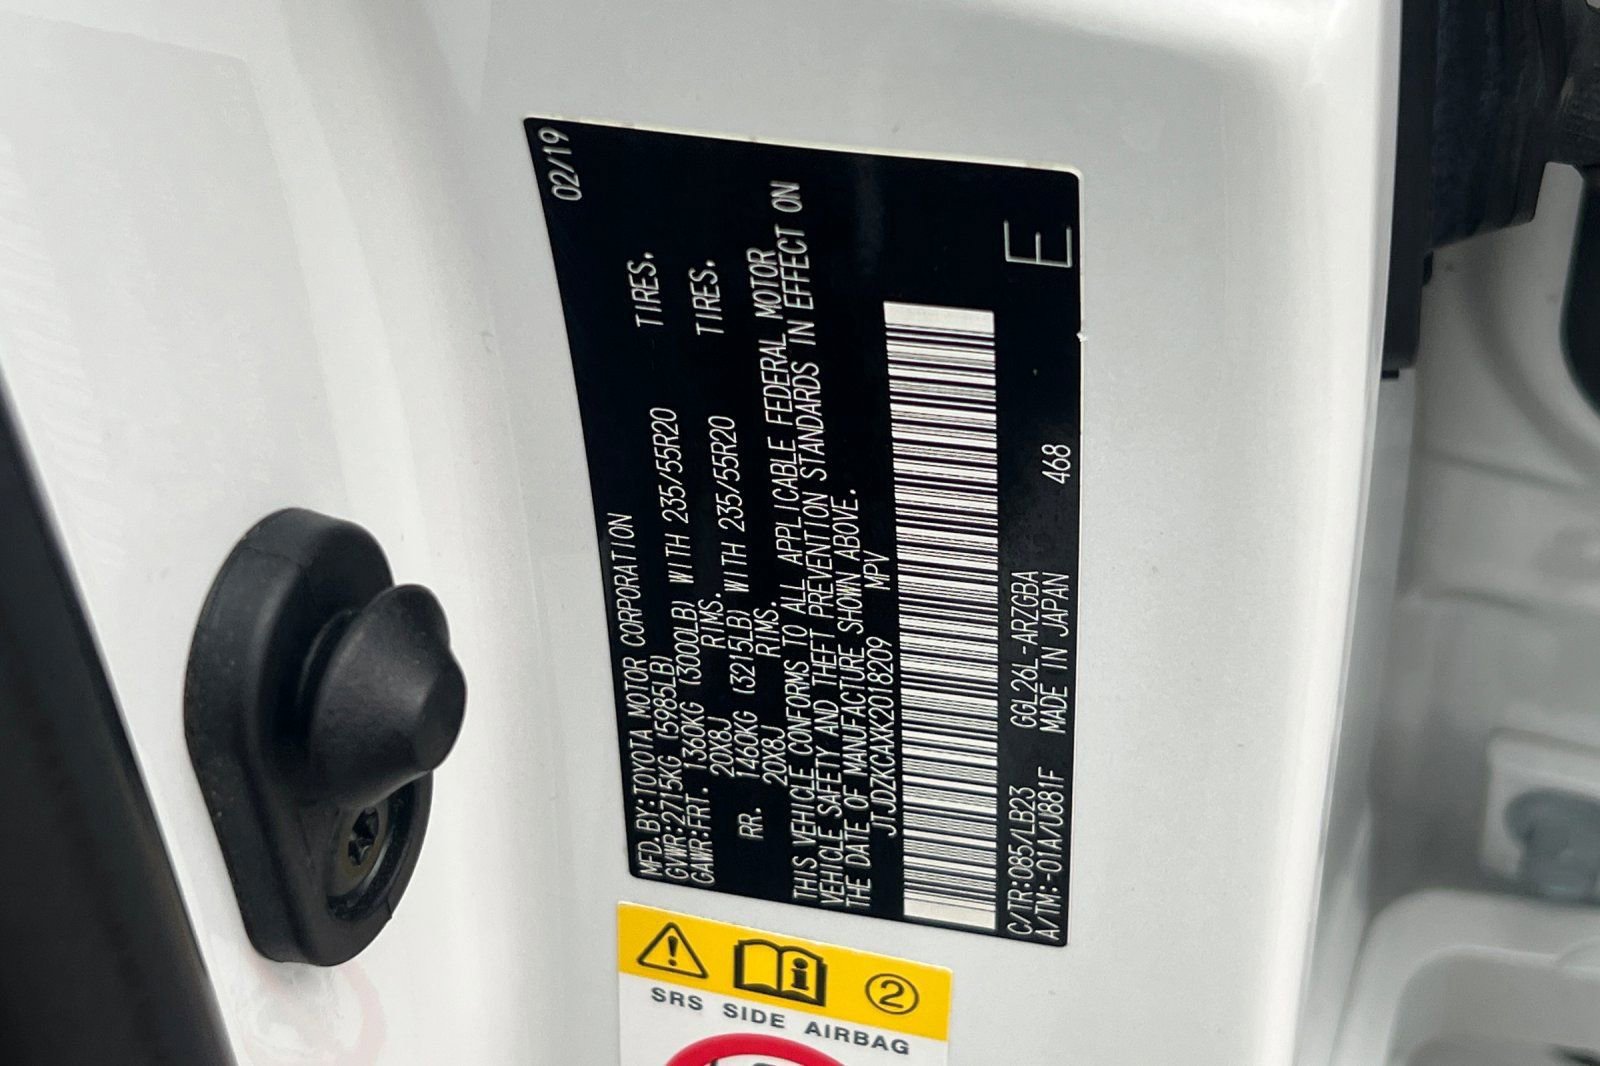 MFD.BY:TOYOTA MOTOR CORPORATION 02/19
GVWR:2715KG (5985LB)
GAWR:FRT. 1360KG (3000LB) WITH 235/55R20 TIRES.
20X8J RIMS.
RR. 1460KG (3215LB) WITH 235/55R20 TIRES.
20X8J RIMS.
THIS VEHICLE CONFORMS TO ALL APPLICABLE FEDERAL MOTOR
VEHICLE SAFETY AND THEFT PREVENTION STANDARDS IN EFFECT ON
THE DATE OF MANUFACTURE SHOWN ABOVE.
JTJDZKCAXK2018209 MPV
C/TR:085/LB23 GGL26L-ARZGBA 468 E
A/TM:-01A/U881F MADE IN JAPAN
2
SRS SIDE AIRBAG